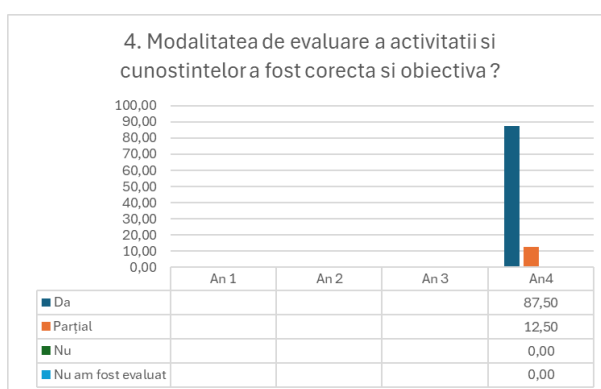 4. Modalitatea de evaluare a activitatii si
cunostintelor a fost corecta si obiectiva ?
100,00
90,00
80,00
70,00
60,00
50,00
40,00
30,00
20,00
10,00
0,00
An 1 An 2 An 3 An4
Da 87,50
Parțial 12,50
Nu 0,00
Nu am fost evaluat 0,00